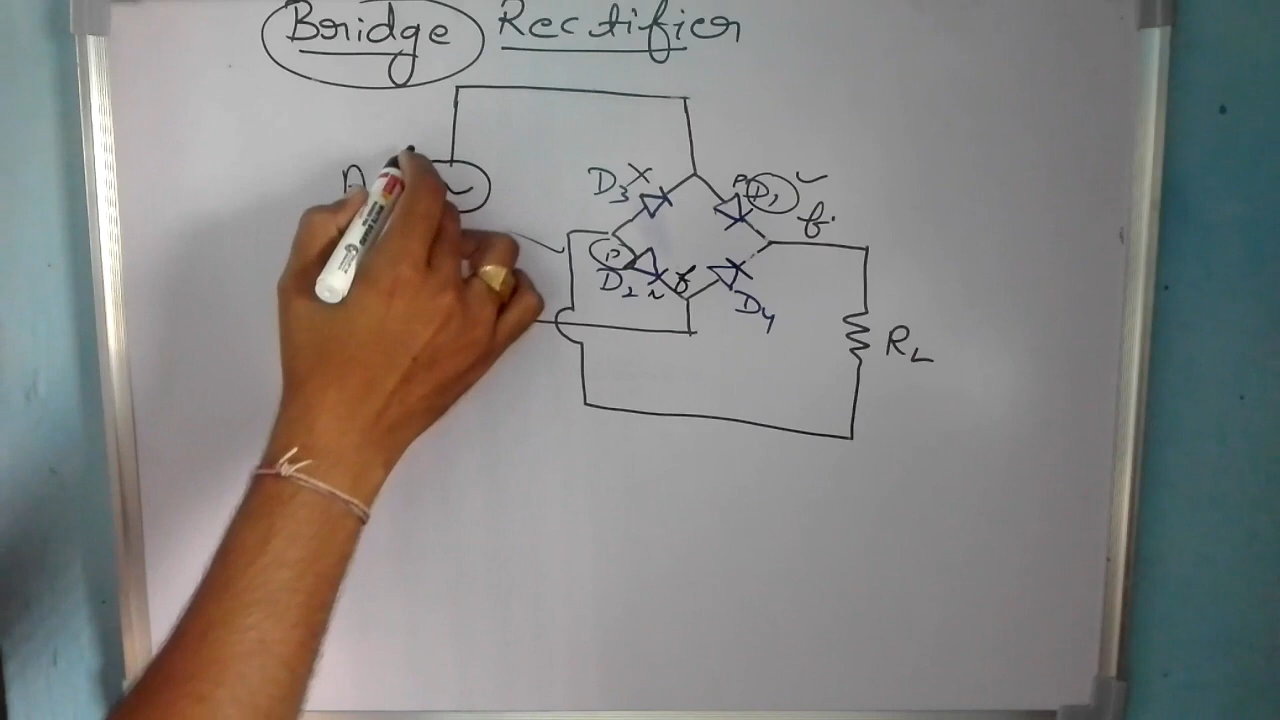 Bridge Rectifier
A
D3 P D1 f
P
D2 N D4
RL